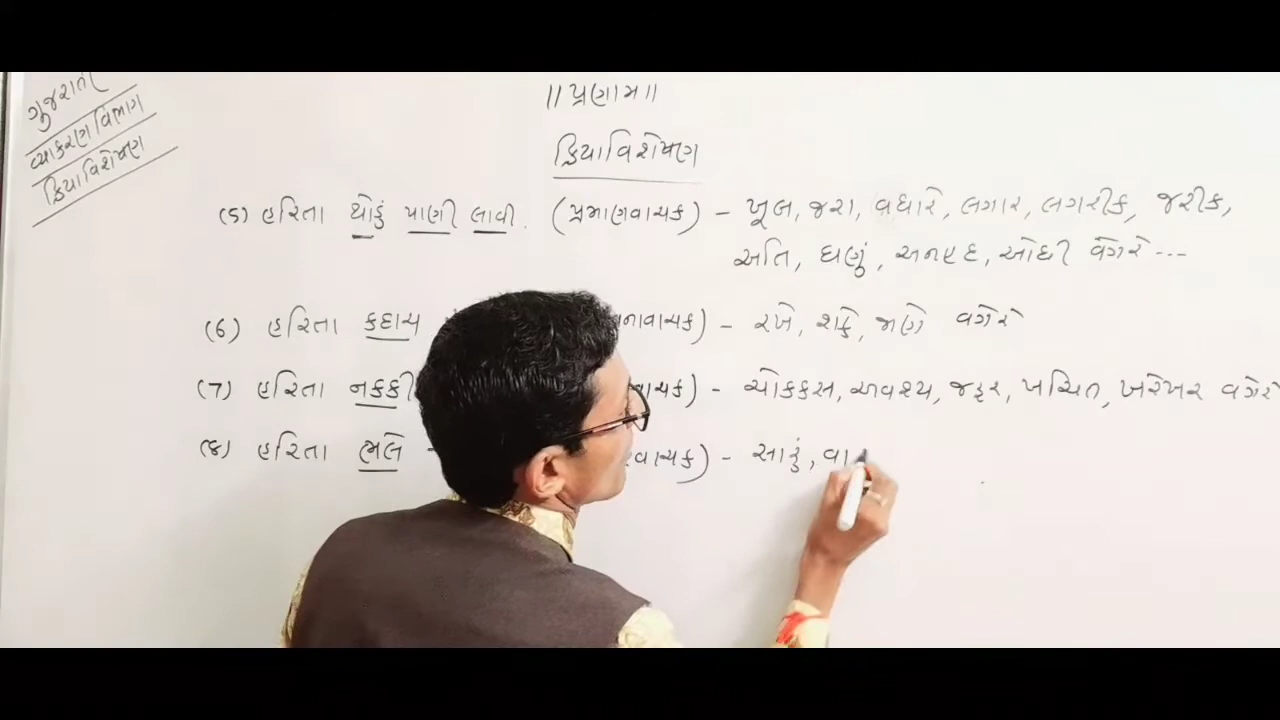 ગુજરાતી
વ્યાકરણ વિભાગ
ક્રિયાવિશેષણ
।। પ્રણામ ।।
ક્રિયાવિશેષણ
(5) હરિતા થોડું પાણી લાવી. (પ્રમાણવાચક) - ખૂબ, જરા, વધારે, લગાર, લગરીક, જરીક,
અતિ, ઘણું, અનહદ, ઓછી વગેરે ---
(6) હરિતા કદાચ નાવાચક) - રખે, શકે, જાણે વગેરે
(7) હરિતા નક્કી વાચક) - ચોક્કસ, અવશ્ય, જરૂર, ખચિત, ખરેખર વગેરે
(૮) હરિતા ભલે વાચક) - સારું, વા